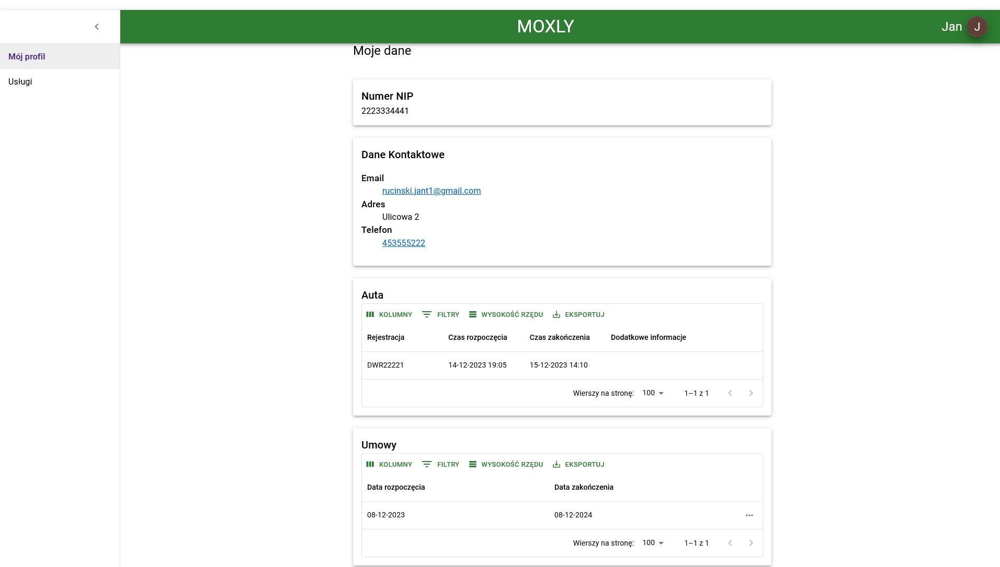 MOXLY
Jan J
Mój profil
Usługi
Moje dane
Numer NIP
2223334441
Dane Kontaktowe
Email
rucinski.jant1@gmail.com
Adres
Ulicowa 2
Telefon
453555222
Auta
KOLUMNY FILTRY WYSOKOŚĆ RZĘDU EKSPORTUJ
Rejestracja Czas rozpoczęcia Czas zakończenia Dodatkowe informacje
DWR22221 14-12-2023 19:05 15-12-2023 14:10
Wierszy na stronę: 100 1–1 z 1
Umowy
KOLUMNY FILTRY WYSOKOŚĆ RZĘDU EKSPORTUJ
Data rozpoczęcia Data zakończenia
08-12-2023 08-12-2024
Wierszy na stronę: 100 1–1 z 1